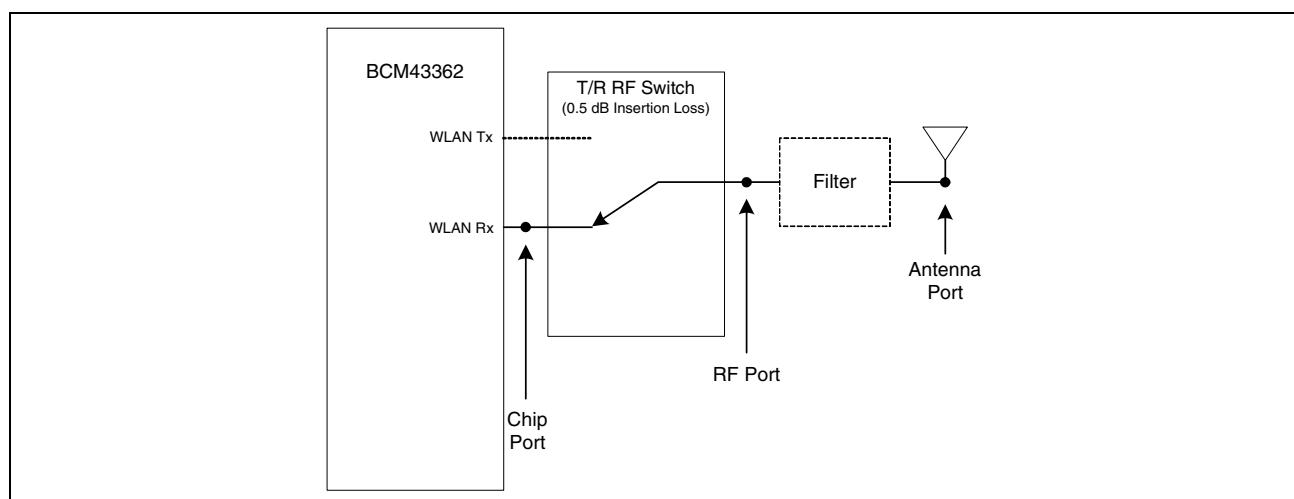 BCM43362
T/R RF Switch
(0.5 dB Insertion Loss)
WLAN Tx
Filter
WLAN Rx
Antenna
Port
RF Port
Chip
Port